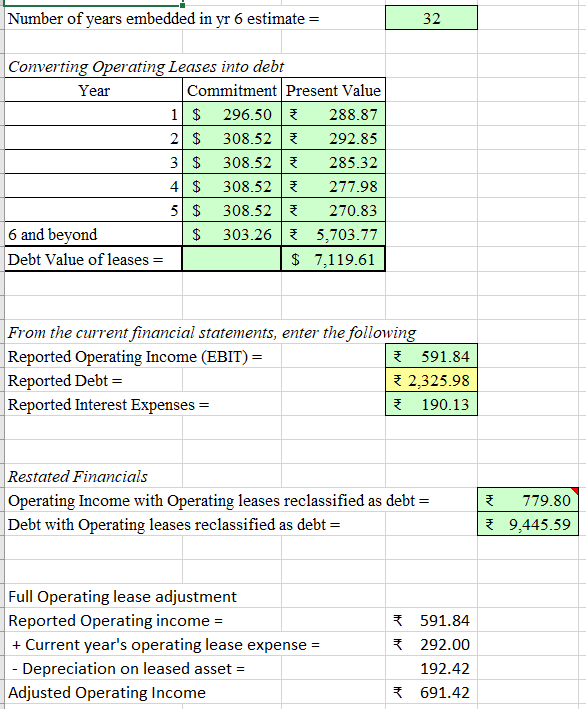 Number of years embedded in yr 6 estimate = 32
Converting Operating Leases into debt
Year Commitment Present Value
1 $ 296.50 ₹ 288.87
2 $ 308.52 ₹ 292.85
3 $ 308.52 ₹ 285.32
4 $ 308.52 ₹ 277.98
5 $ 308.52 ₹ 270.83
6 and beyond $ 303.26 ₹ 5,703.77
Debt Value of leases = $ 7,119.61
From the current financial statements, enter the following
Reported Operating Income (EBIT) = ₹ 591.84
Reported Debt = ₹ 2,325.98
Reported Interest Expenses = ₹ 190.13
Restated Financials
Operating Income with Operating leases reclassified as debt = ₹ 779.80
Debt with Operating leases reclassified as debt = ₹ 9,445.59
Full Operating lease adjustment
Reported Operating income = ₹ 591.84
+ Current year's operating lease expense = ₹ 292.00
- Depreciation on leased asset = 192.42
Adjusted Operating Income ₹ 691.42